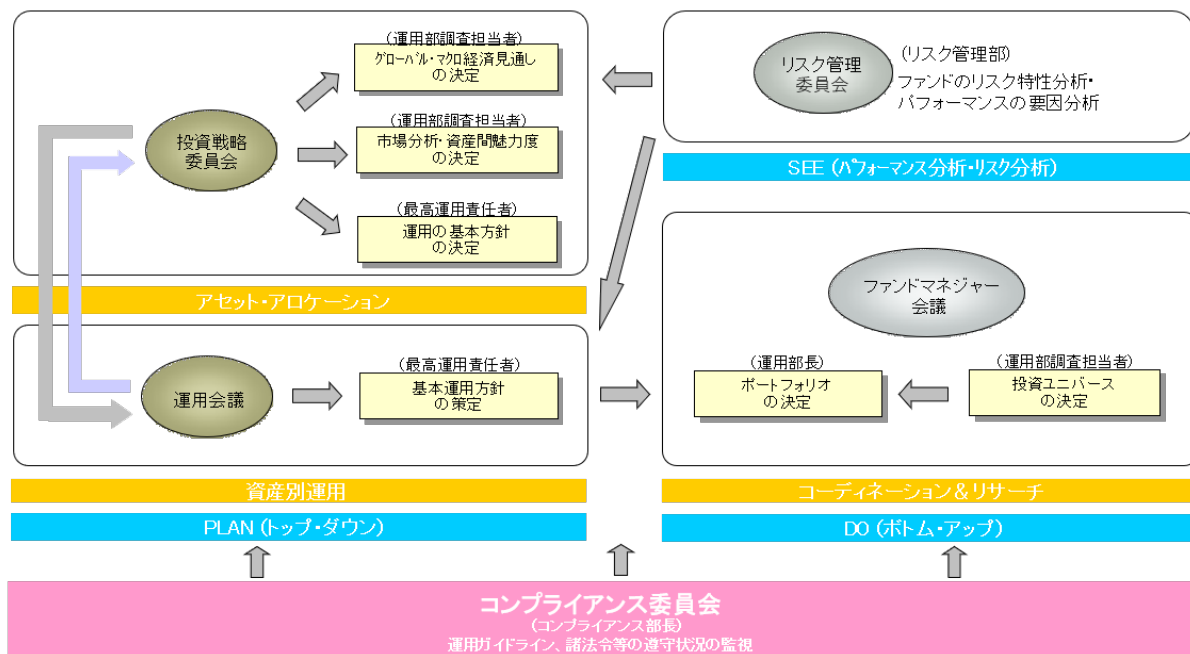 (運用部調査担当者)
グローバル・マクロ経済見通し
の決定
投資戦略
委員会
(運用部調査担当者)
市場分析・資産間魅力度
の決定
(最高運用責任者)
運用の基本方針
の決定
アセット・アロケーション
運用会議
(最高運用責任者)
基本運用方針
の策定
資産別運用
PLAN (トップ・ダウン)
リスク管理
委員会
(リスク管理部)
ファンドのリスク特性分析・
パフォーマンスの要因分析
SEE (パフォーマンス分析・リスク分析)
ファンドマネジャー
会議
(運用部長)
ポートフォリオ
の決定
(運用部調査担当者)
投資ユニバース
の決定
コーディネーション＆リサーチ
DO (ボトム・アップ)
コンプライアンス委員会
(コンプライアンス部長)
運用ガイドライン、諸法令等の遵守状況の監視